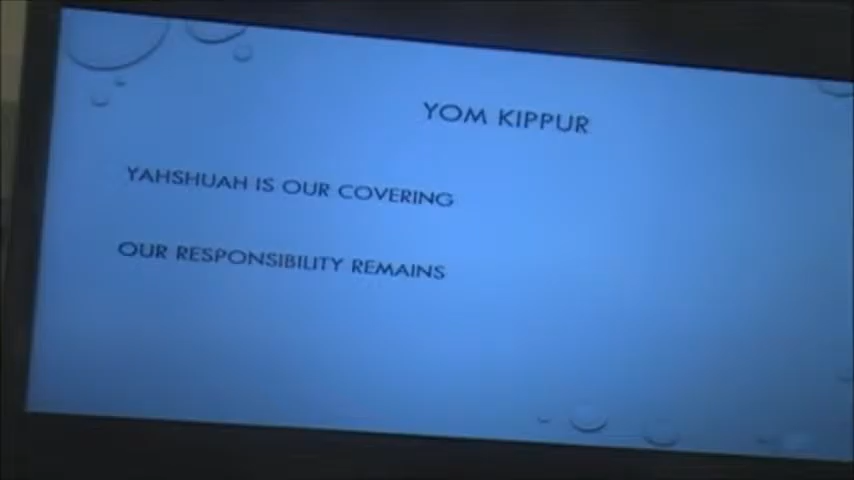 YOM KIPPUR
YAHSHUAH IS OUR COVERING
OUR RESPONSIBILITY REMAINS